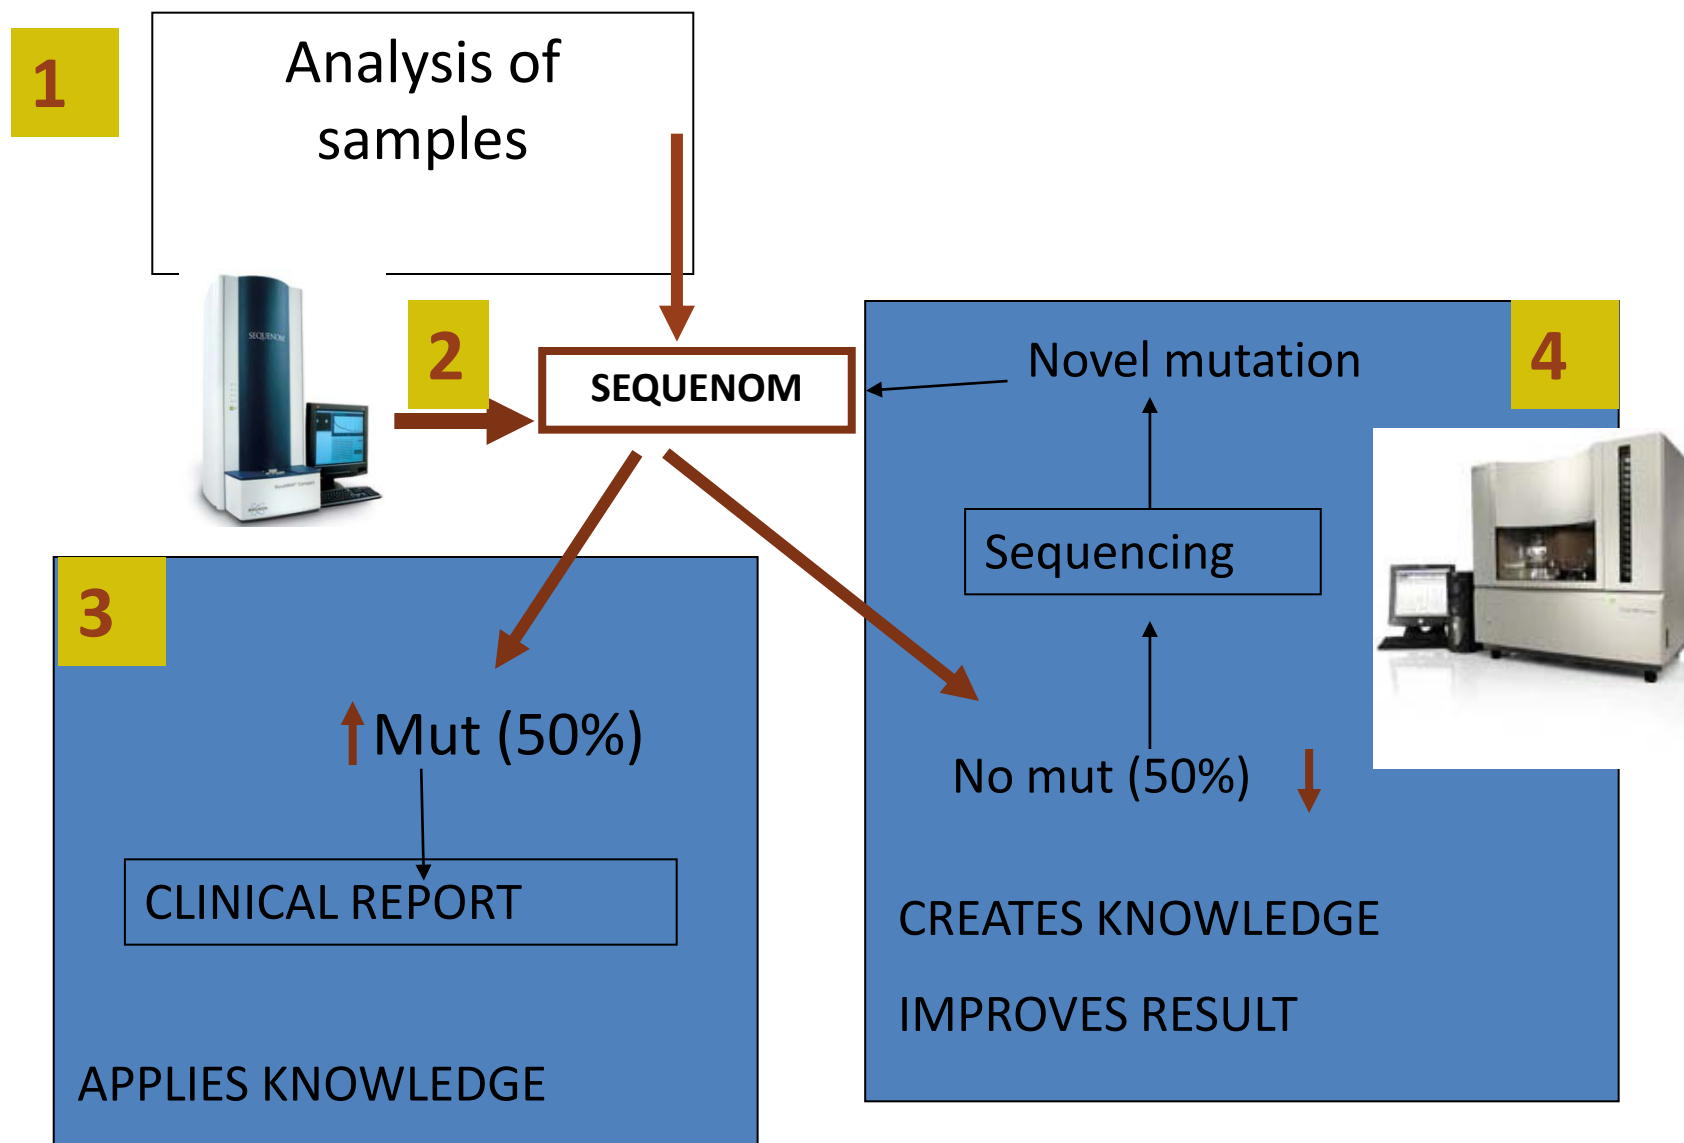 1
Analysis of
samples
SEQUENOM
2
SEQUENOM
3
Mut (50%)
CLINICAL REPORT
APPLIES KNOWLEDGE
4
Novel mutation
Sequencing
No mut (50%)
CREATES KNOWLEDGE
IMPROVES RESULT